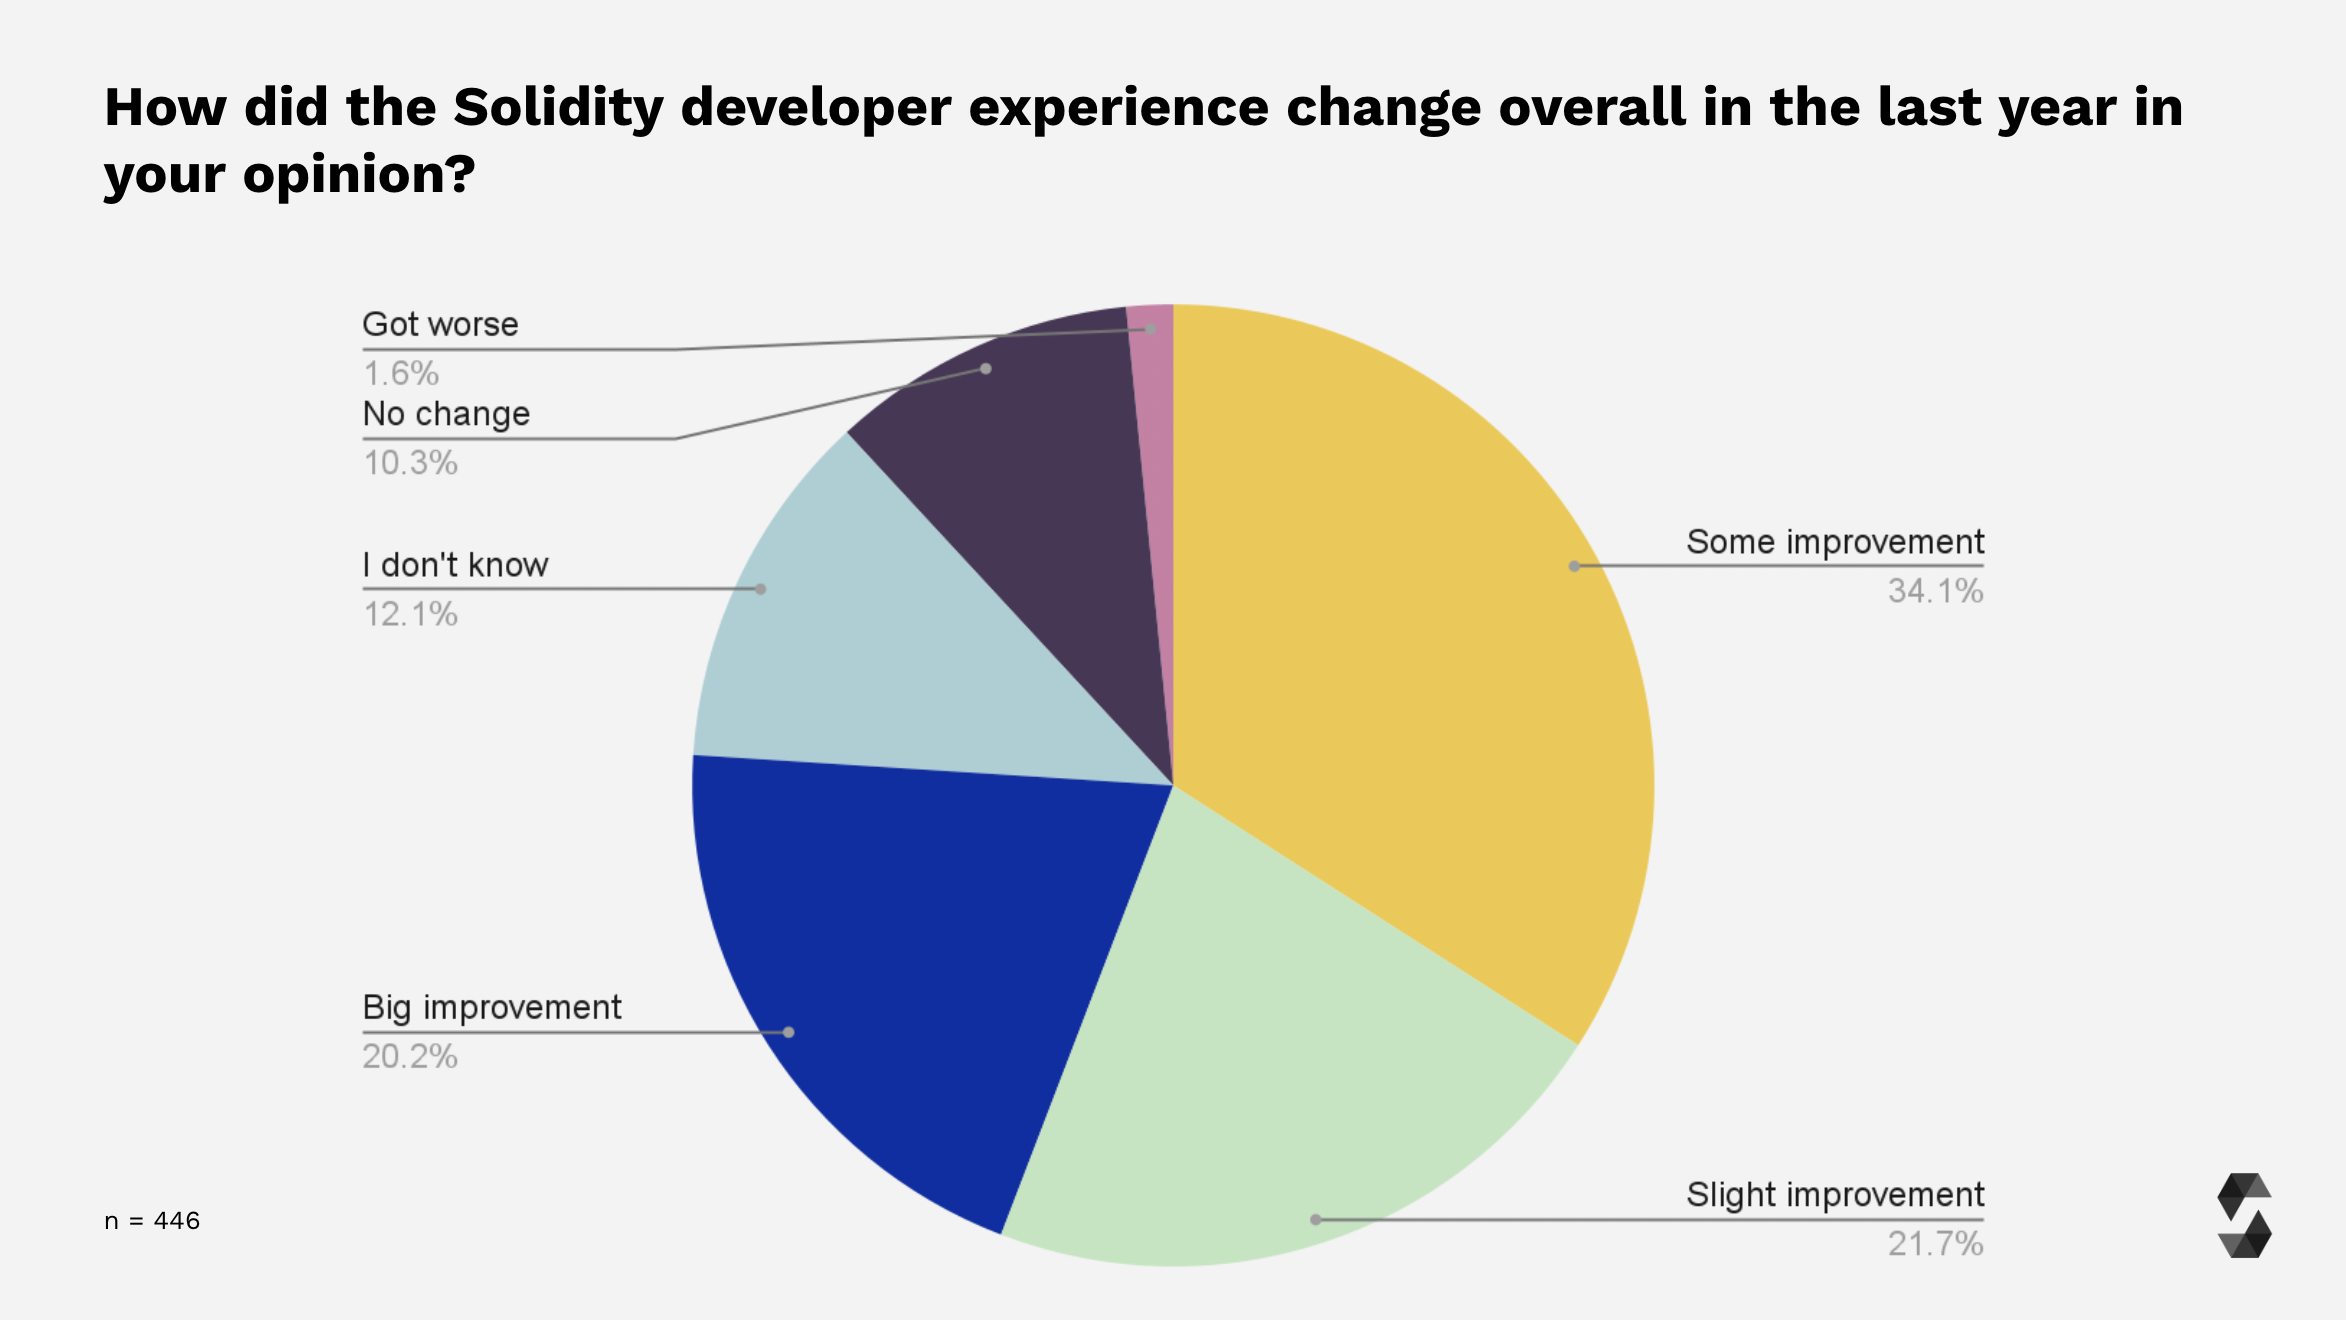 How did the Solidity developer experience change overall in the last year in
your opinion?
Got worse
1.6%
No change
10.3%
I don't know
12.1%
Big improvement
20.2%
Some improvement
34.1%
Slight improvement
21.7%
n = 446